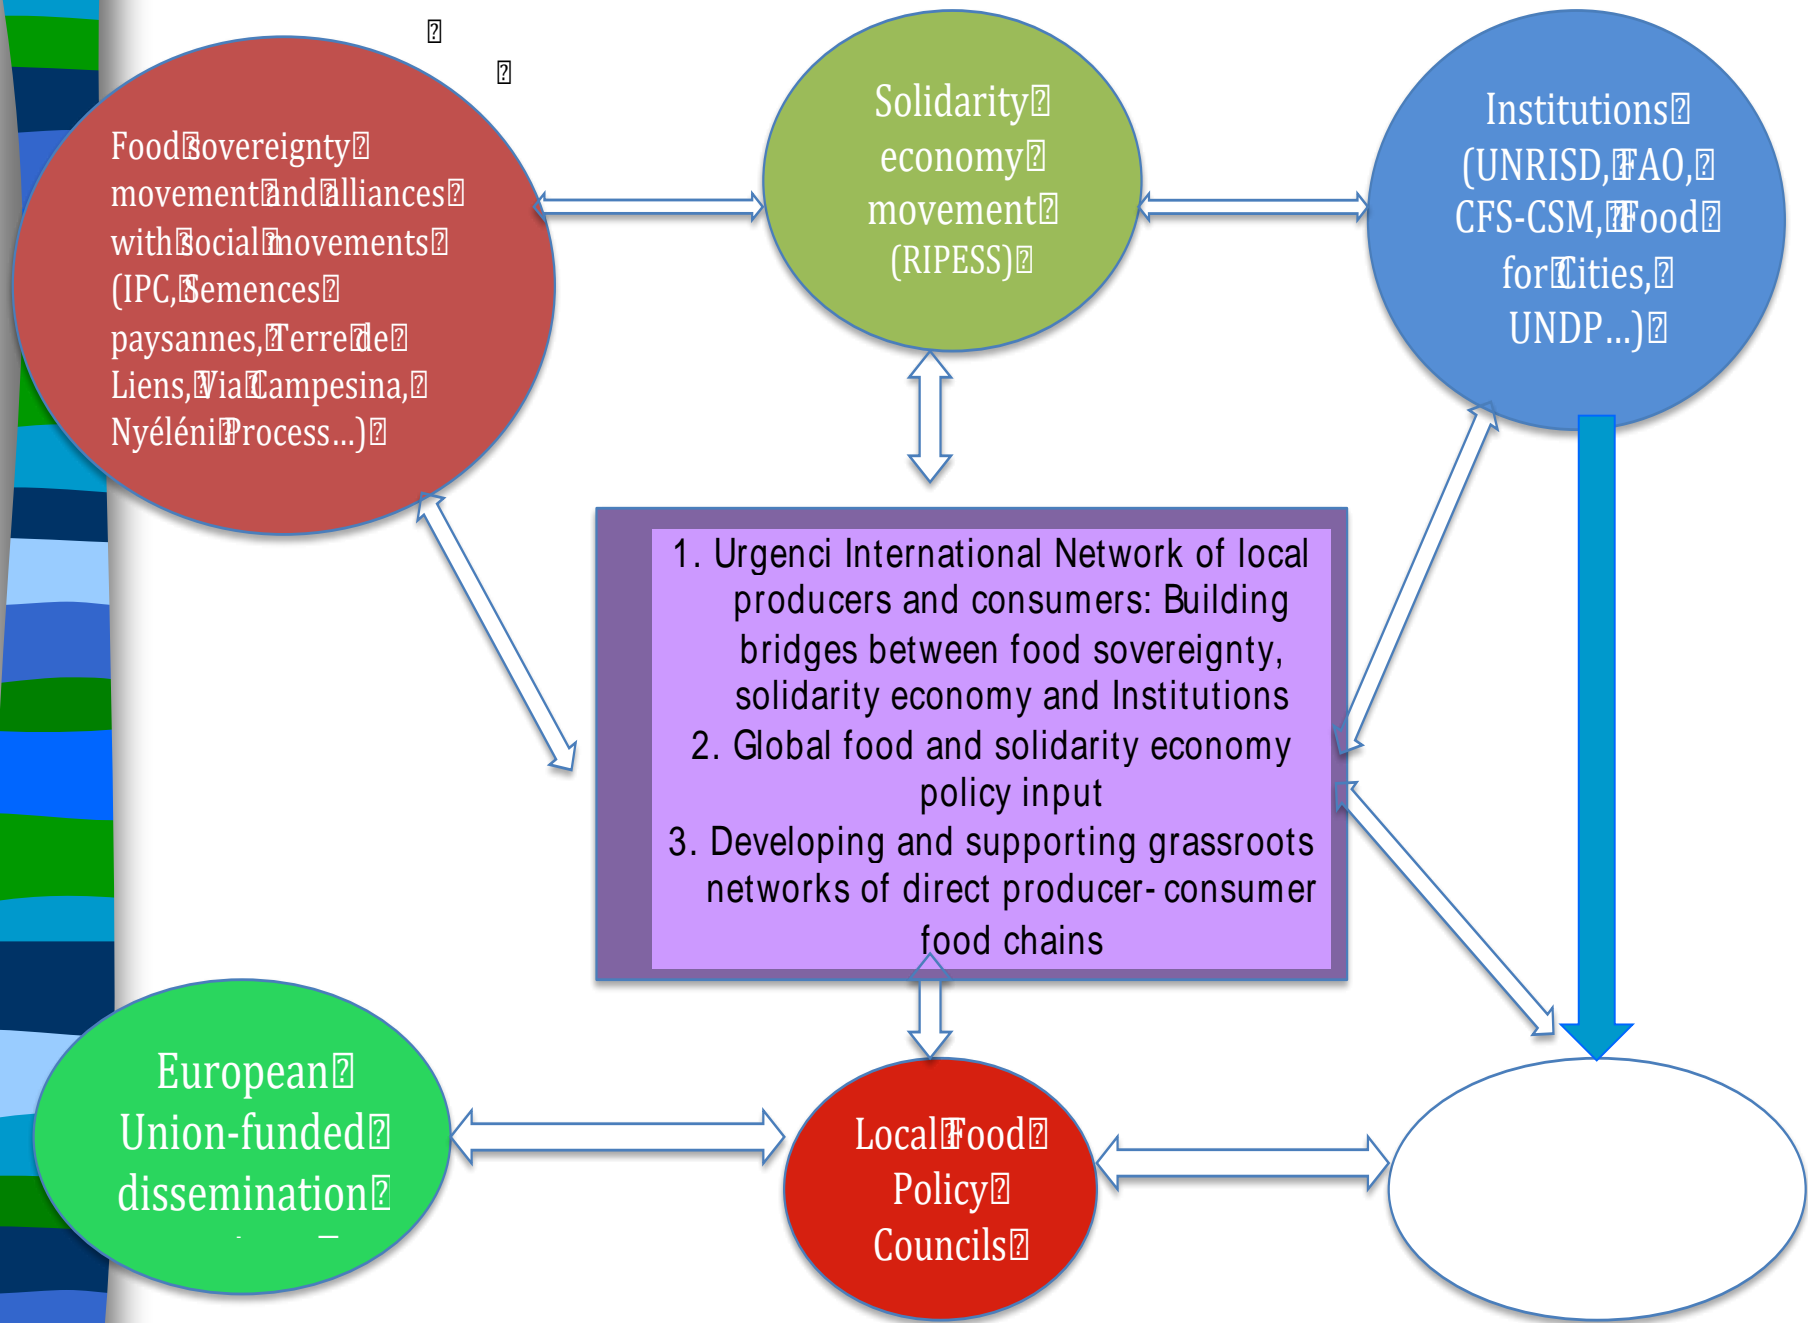 Food sovereignty
movement and alliances
with social movements
(IPC, Semences
paysannes, Terre de
Liens, Via Campesina,
Nyéléni Process...)
Solidarity
economy
movement
(RIPESS)
Institutions
(UNRISD, FAO,
CFS-CSM, Food
for Cities,
UNDP...)
1. Urgenci International Network of local
producers and consumers: Building
bridges between food sovereignty,
solidarity economy and Institutions
2. Global food and solidarity economy
policy input
3. Developing and supporting grassroots
networks of direct producer- consumer
food chains
European
Union-funded
dissemination
Local Food
Policy
Councils